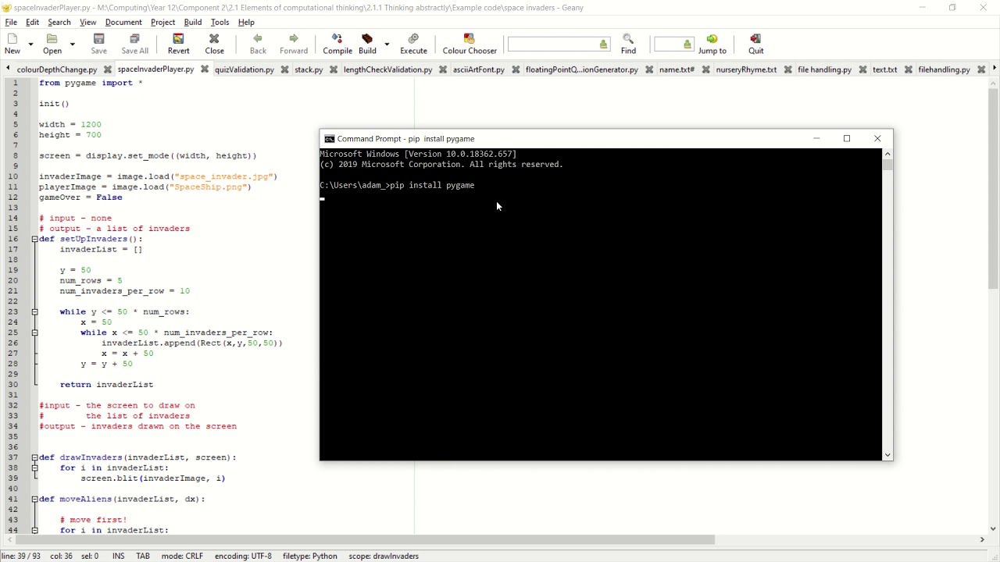 spaceInvaderPlayer.py - M:\Computing\Year 12\Component 2\2.1 Elements of computational thinking\2.1.1 Thinking abstractly\Example code\space invaders - Geany
File Edit Search View Document Project Build Tools Help
New Open Save Save All Revert Close Back Forward Compile Build Execute Colour Chooser Find Jump to Quit
colourDepthChange.py spaceInvaderPlayer.py quizValidation.py stack.py lengthCheckValidation.py asciiArtFont.py floatingPointQ...ionGenerator.py name.txt# nurseryRhyme.txt file handling.py text.txt filehandling.py
1 from pygame import *
2
3 init()
4
5 width = 1200
6 height = 700
7
8 screen = display.set_mode((width, height))
9
10 invaderImage = image.load("space_invader.jpg")
11 playerImage = image.load("SpaceShip.png")
12 gameOver = False
13
14 # input - none
15 # output - a list of invaders
16 def setUpInvaders():
17 invaderList = []
18
19 y = 50
20 num_rows = 5
21 num_invaders_per_row = 10
22
23 while y <= 50 * num_rows:
24 x = 50
25 while x <= 50 * num_invaders_per_row:
26 invaderList.append(Rect(x,y,50,50))
27 x = x + 50
28 y = y + 50
29
30 return invaderList
31
32 #input - the screen to draw on
33 # the list of invaders
34 #output - invaders drawn on the screen
35
36
37 def drawInvaders(invaderList, screen):
38 for i in invaderList:
39 screen.blit(invaderImage, i)
40
41 def moveAliens(invaderList, dx):
42
43 # move first!
44 for i in invaderList:
Command Prompt - pip install pygame
Microsoft Windows [Version 10.0.18362.657]
(c) 2019 Microsoft Corporation. All rights reserved.
C:\Users\adam_>pip install pygame
line: 39 / 93 col: 36 sel: 0 INS TAB mode: CRLF encoding: UTF-8 filetype: Python scope: drawInvaders